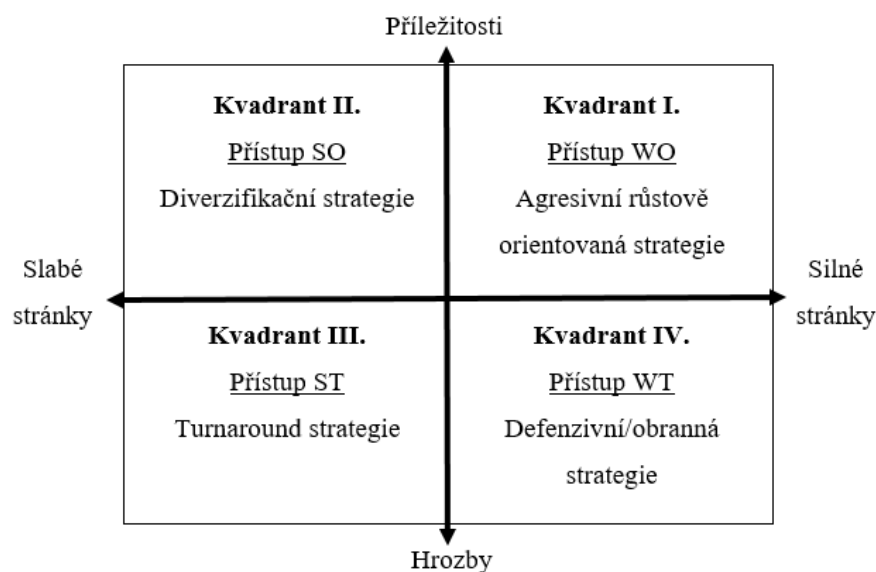 Příležitosti
Kvadrant II.
Přístup SO
Diverzifikační strategie
Kvadrant I.
Přístup WO
Agresivní růstově
orientovaná strategie
Slabé
stránky
Silné
stránky
Kvadrant III.
Přístup ST
Turnaround strategie
Kvadrant IV.
Přístup WT
Defenzivní/obranná
strategie
Hrozby